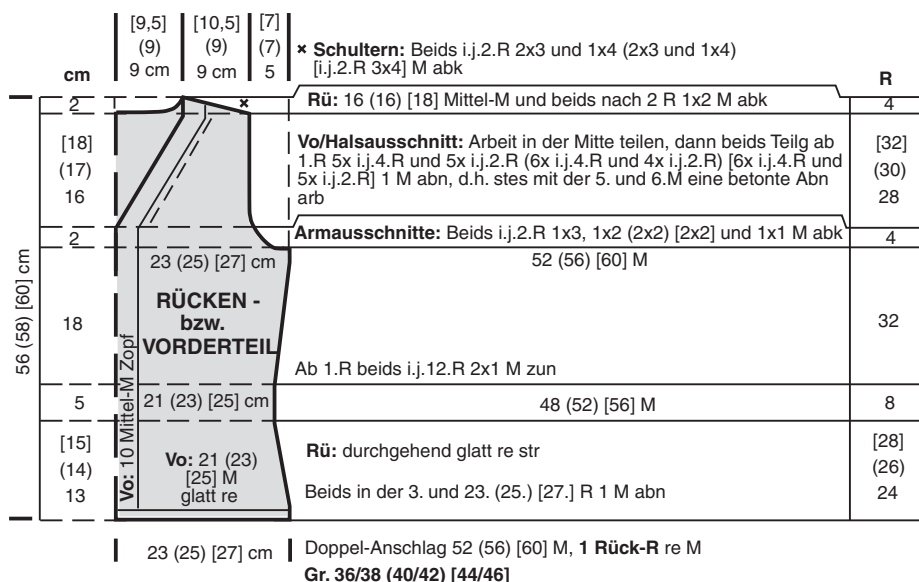 [9,5] [10,5] [7]
(9) (9) (7)
9 cm 9 cm 5
× Schultern: Beids i.j.2.R 2x3 und 1x4 (2x3 und 1x4)
[i.j.2.R 3x4] M abk
cm R
2 Rü: 16 (16) [18] Mittel-M und beids nach 2 R 1x2 M abk 4
×
[18] [32]
(17) (30)
16 28
Vo/Halsausschnitt: Arbeit in der Mitte teilen, dann beids Teilg ab
1.R 5x i.j.4.R und 5x i.j.2.R (6x i.j.4.R und 4x i.j.2.R) [6x i.j.4.R und
5x i.j.2.R] 1 M abn, d.h. stes mit der 5. und 6.M eine betonte Abn
arb
2 Armausschnitte: Beids i.j.2.R 1x3, 1x2 (2x2) [2x2] und 1x1 M abk 4
23 (25) [27] cm 52 (56) [60] M
56 (58) [60] cm
RÜCKEN -
bzw.
VORDERTEIL
18 32
Ab 1.R beids i.j.12.R 2x1 M zun
5 21 (23) [25] cm 48 (52) [56] M 8
Vo: 10 Mittel-M Zopf
[15] [28]
(14) (26)
13 24
Vo: 21 (23)
[25] M
glatt re
Rü: durchgehend glatt re str
Beids in der 3. und 23. (25.) [27.] R 1 M abn
23 (25) [27] cm Doppel-Anschlag 52 (56) [60] M, 1 Rück-R re M
Gr. 36/38 (40/42) [44/46]